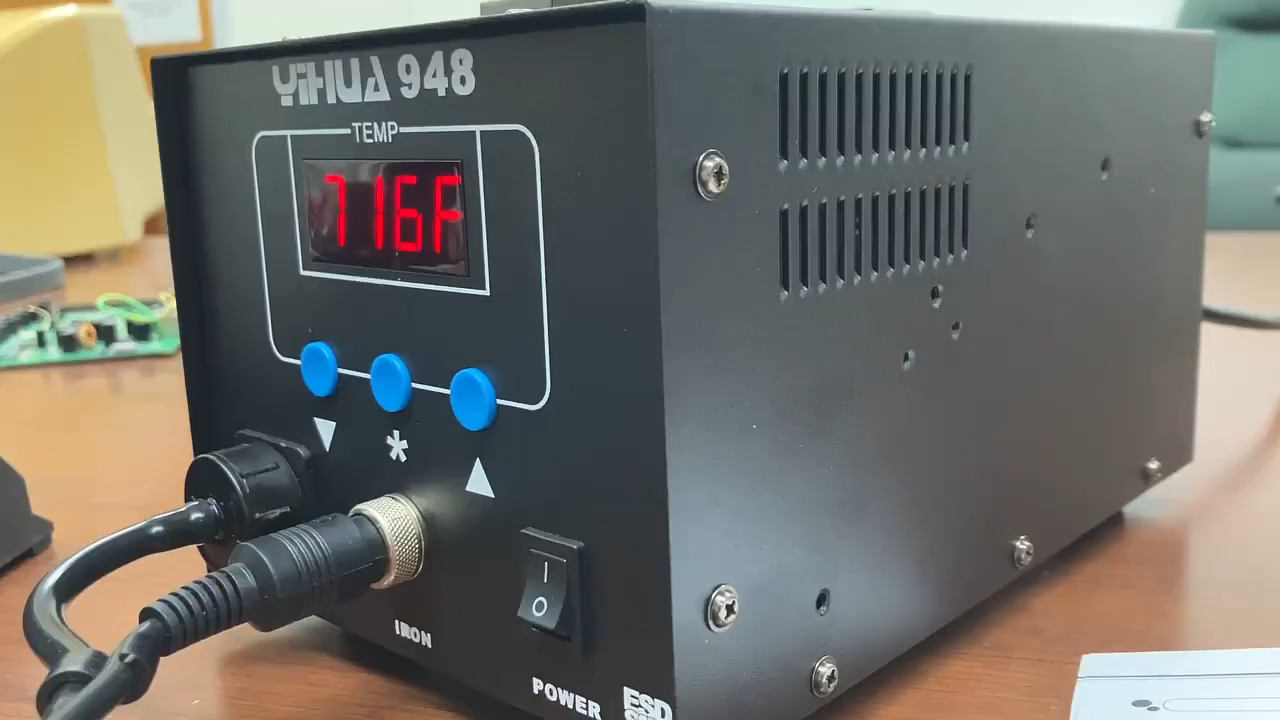 YIHUA 948
TEMP
716F
*
IRON
I
O
POWER
ESD